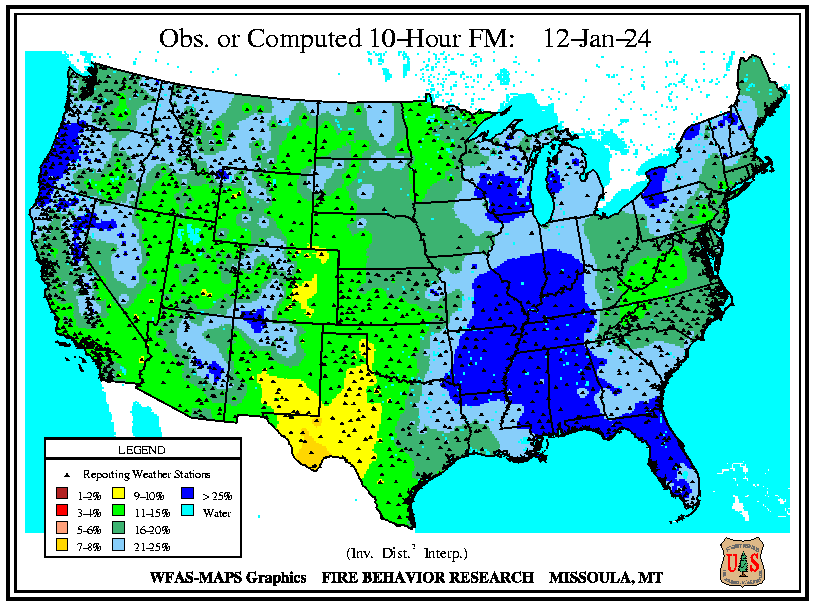 Obs. or Computed 10-Hour FM: 12-Jan-24
LEGEND
Reporting Weather Stations
1-2% 9-10% > 25%
3-4% 11-15% Water
5-6% 16-20%
7-8% 21-25%
(Inv. Dist.² Interp.)
WFAS-MAPS Graphics FIRE BEHAVIOR RESEARCH MISSOULA, MT
U S